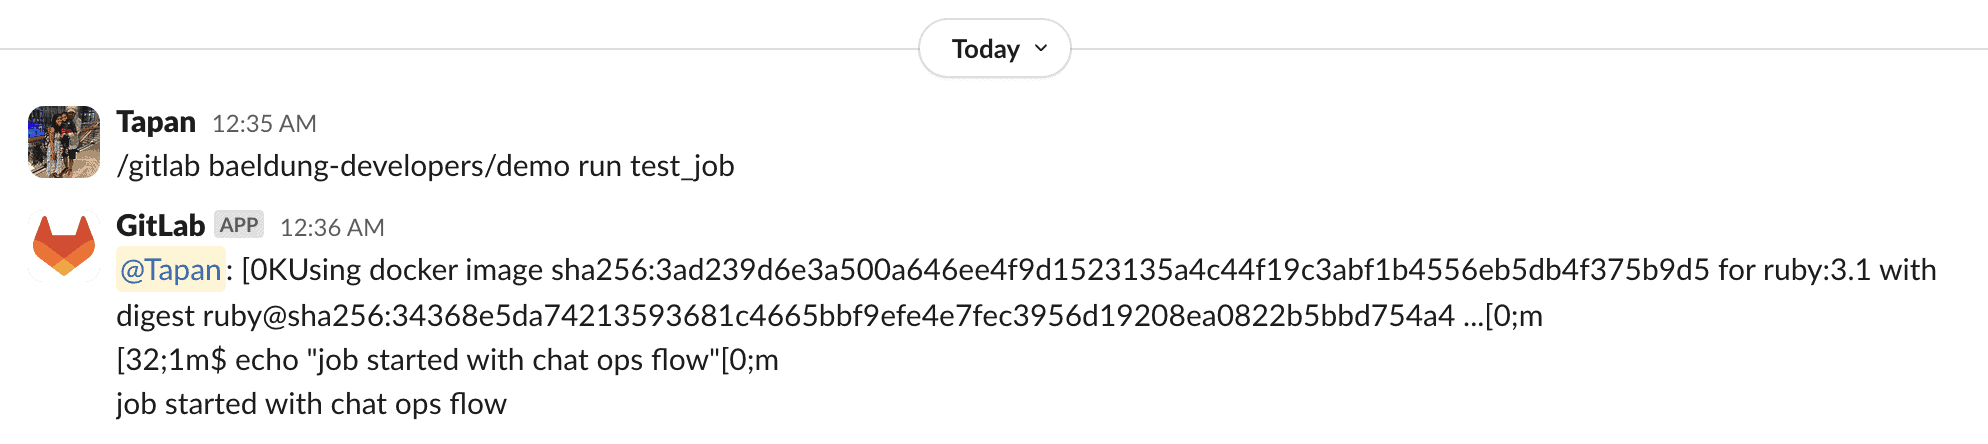 Today
Tapan 12:35 AM
/gitlab baeldung-developers/demo run test_job
GitLab APP 12:36 AM
@Tapan: [0KUsing docker image sha256:3ad239d6e3a500a646ee4f9d1523135a4c44f19c3abf1b4556eb5db4f375b9d5 for ruby:3.1 with
digest ruby@sha256:34368e5da74213593681c4665bbf9efe4e7fec3956d19208ea0822b5bbd754a4 ...[0;m
[32;1m$ echo "job started with chat ops flow"[0;m
job started with chat ops flow